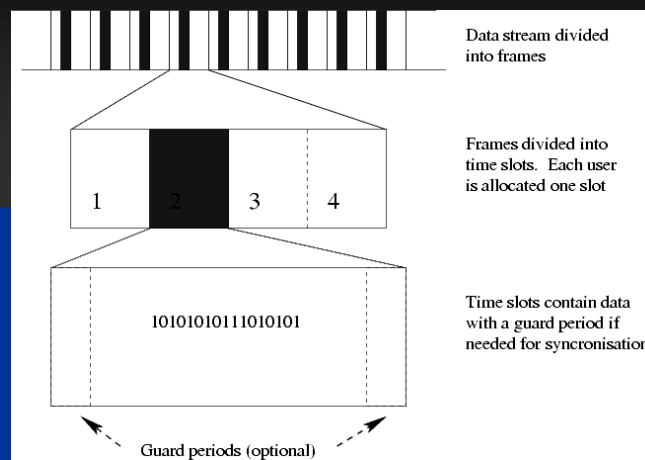 Data stream divided
into frames
Frames divided into
time slots. Each user
is allocated one slot
1 2 3 4
Time slots contain data
with a guard period if
needed for syncronisation
10101010111010101
Guard periods (optional)